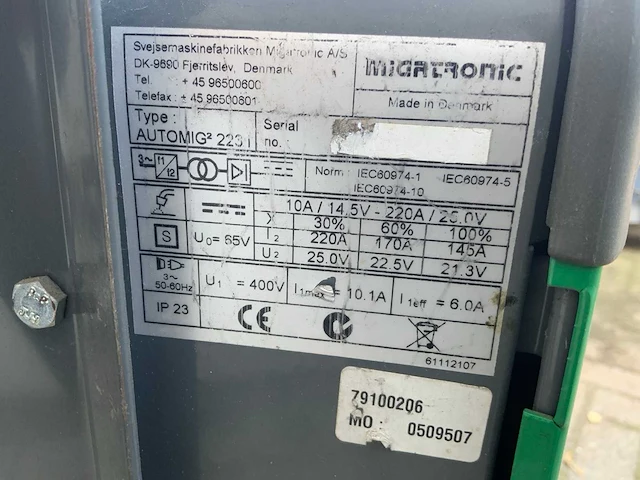 Svejsemaskinefabrikken Migatronic A/S
DK-9690 Fjerritslev, Denmark
Tel. : + 45 96500600
Telefax : + 45 96500601
MIGATRONIC
Made in Denmark
Type :
AUTOMIG² 223 i
Serial
no. :
3~ f1 f2
Norm: IEC60974-1 IEC60974-5
IEC60974-10
10A / 14.5V - 220A / 25.0V
X 30% 60% 100%
S U0= 65V I2 220A 170A 145A
U2 25.0V 22.5V 21.3V
3~
50-60Hz
U1 = 400V I1max = 10.1A I1eff = 6.0A
IP 23
CE
61112107
79100206
MO : 0509507